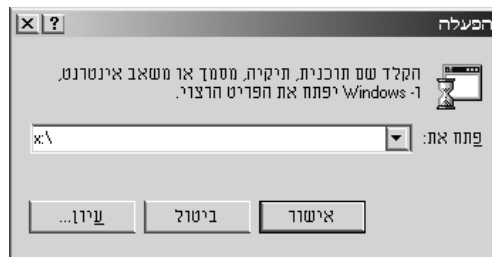 הפעלה
הקלד שם תוכנית, תיקיה, מסמך או משאב אינטרנט,
ו- Windows יפתח את הפריט הרצוי.
פתח את:
x:\
אישור
ביטול
עיון...